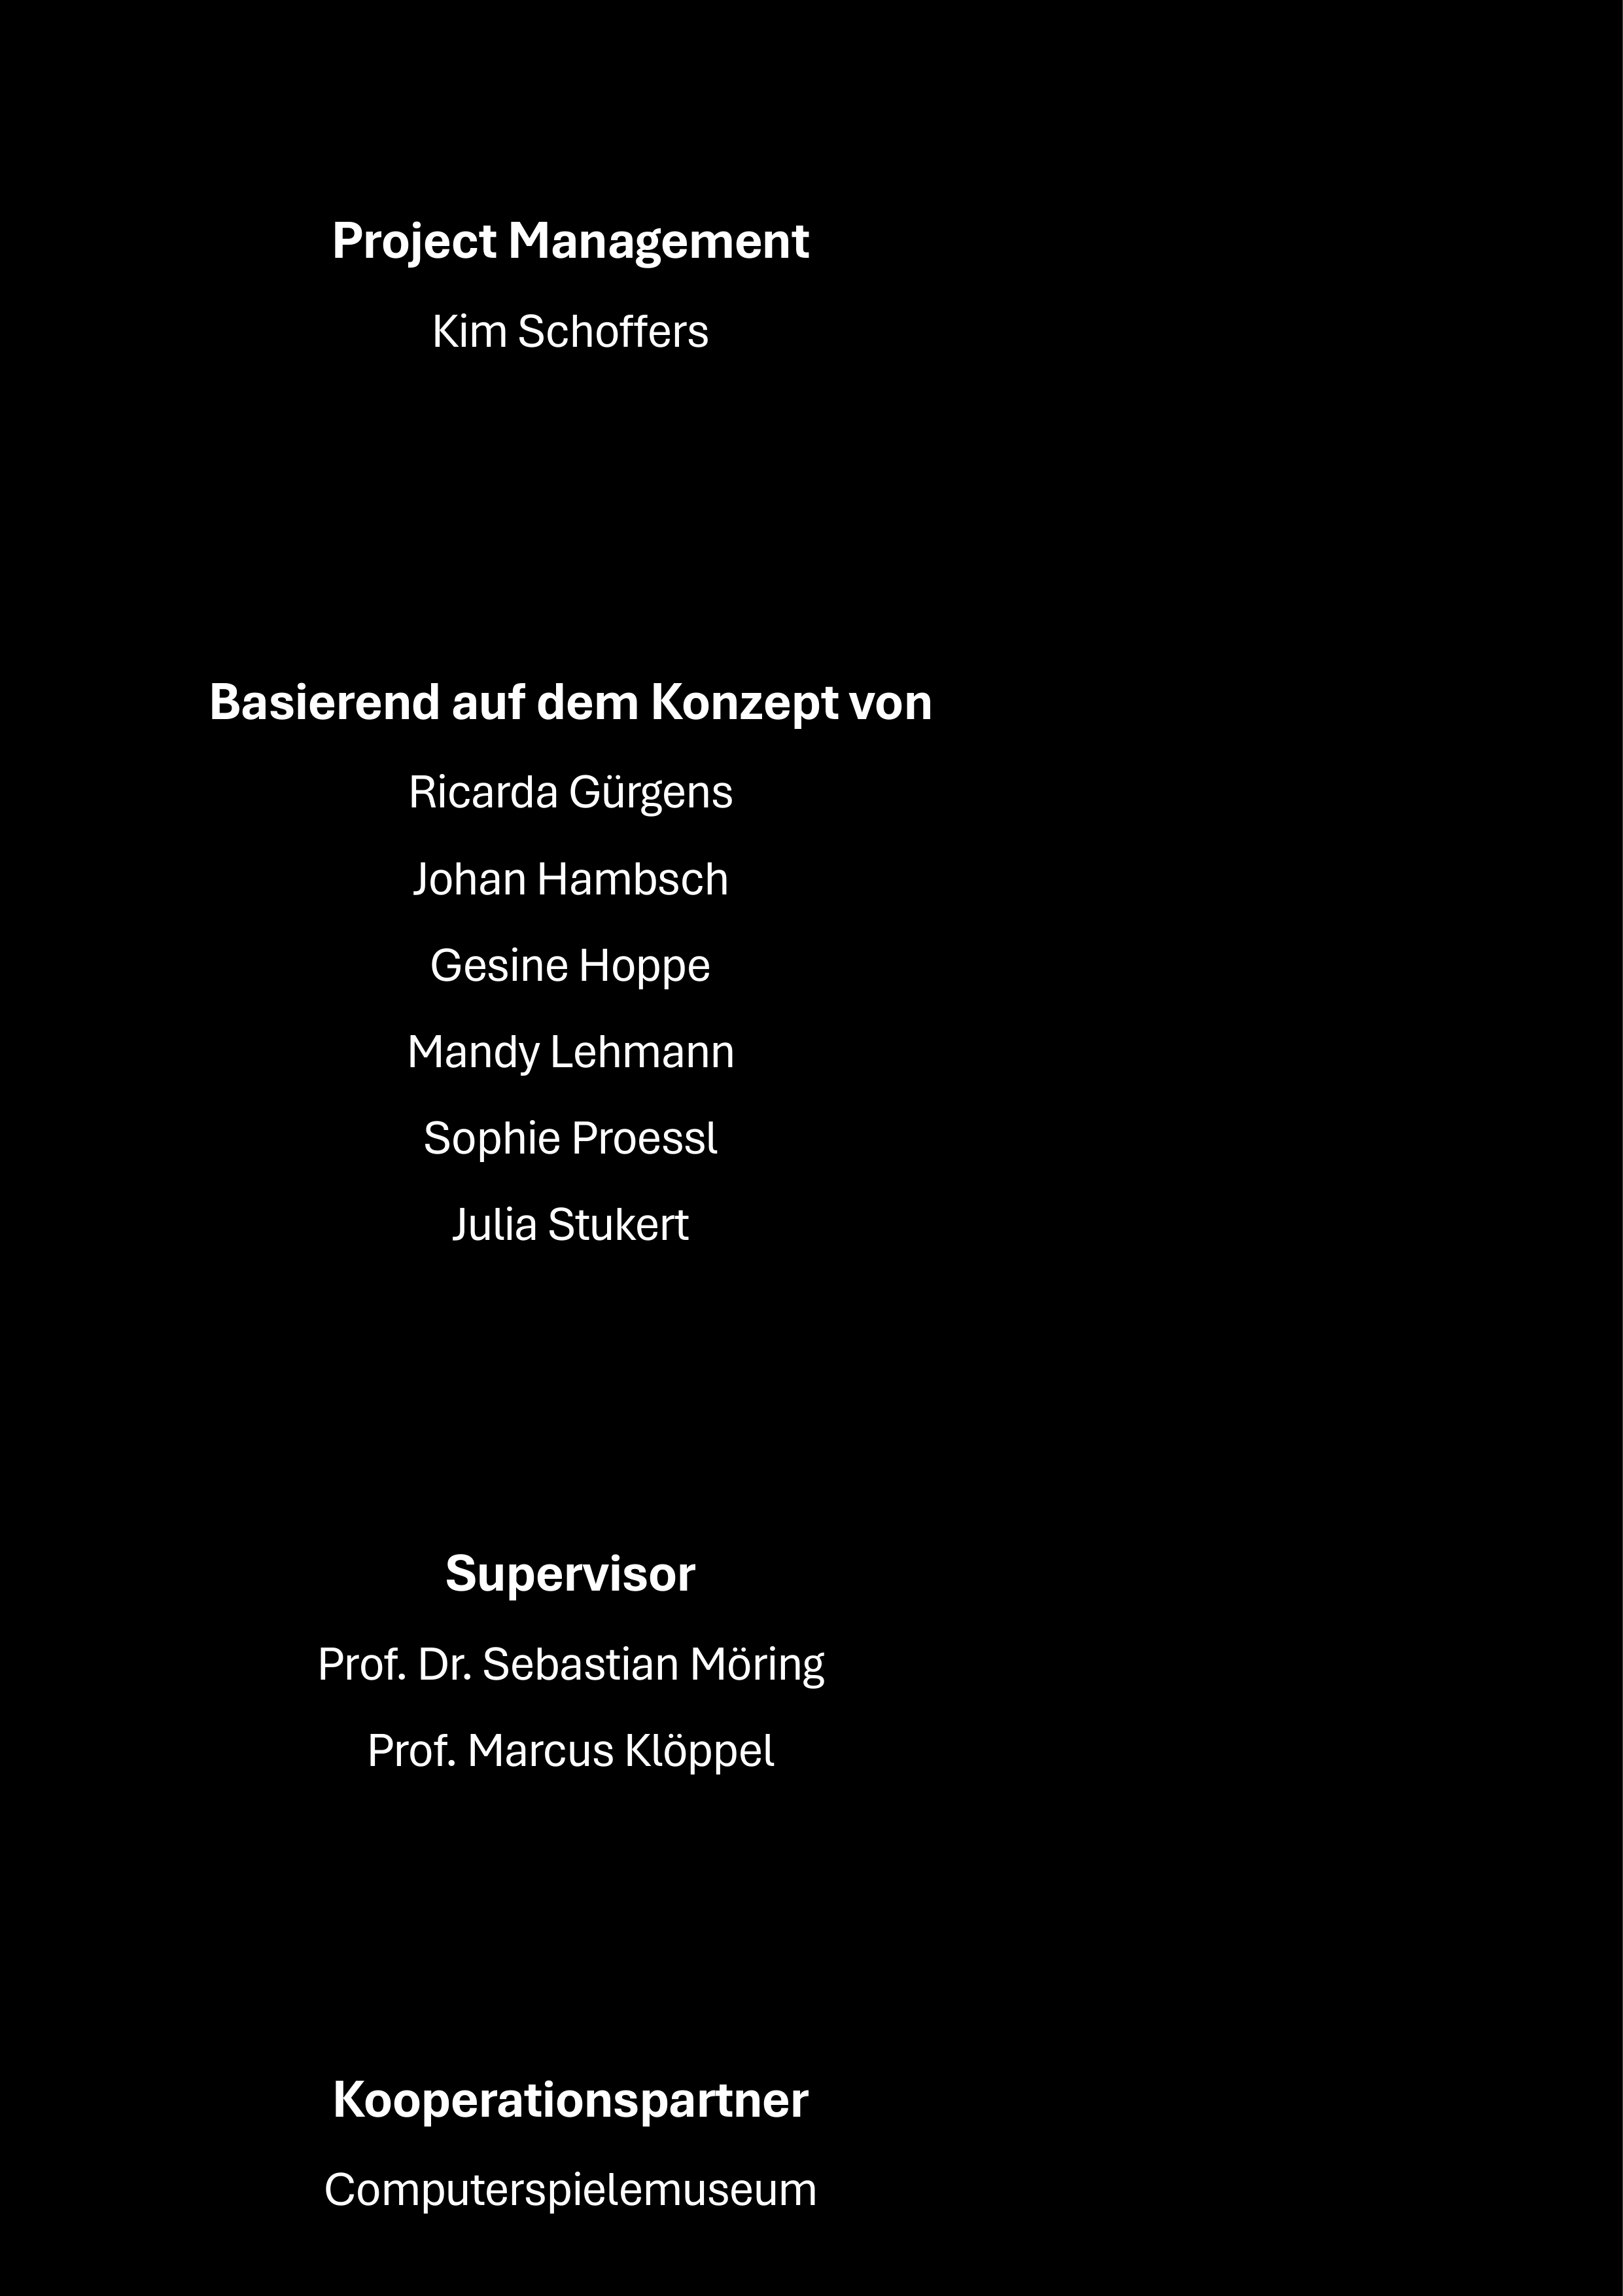 Project Management
Kim Schoffers
Basierend auf dem Konzept von
Ricarda Gürgens
Johan Hambsch
Gesine Hoppe
Mandy Lehmann
Sophie Proessl
Julia Stukert
Supervisor
Prof. Dr. Sebastian Möring
Prof. Marcus Klöppel
Kooperationspartner
Computerspielemuseum